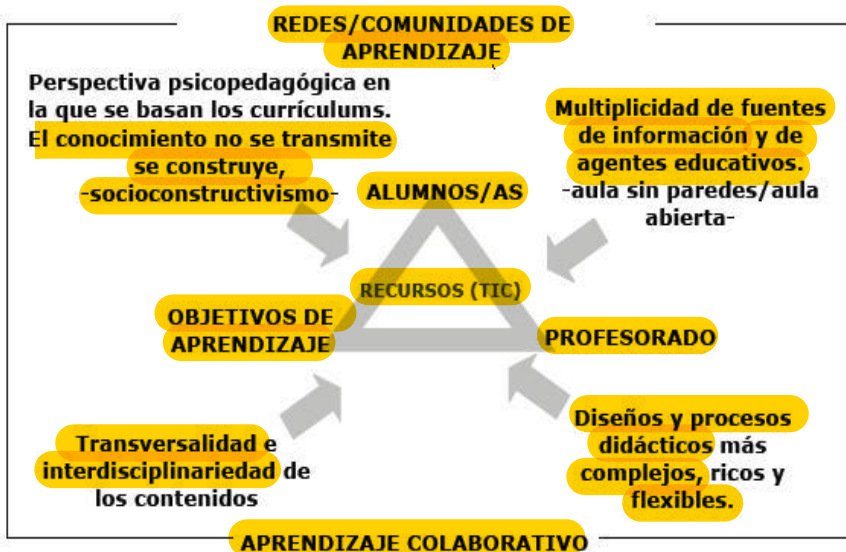 REDES/COMUNIDADES DE
APRENDIZAJE
Perspectiva psicopedagógica en
la que se basan los currículums.
El conocimiento no se transmite
se construye,
-socioconstructivismo-
Multiplicidad de fuentes
de información y de
agentes educativos.
-aula sin paredes/aula
abierta-
ALUMNOS/AS
RECURSOS (TIC)
OBJETIVOS DE
APRENDIZAJE
PROFESORADO
Transversalidad e
interdisciplinariedad de
los contenidos
Diseños y procesos
didácticos más
complejos, ricos y
flexibles.
APRENDIZAJE COLABORATIVO